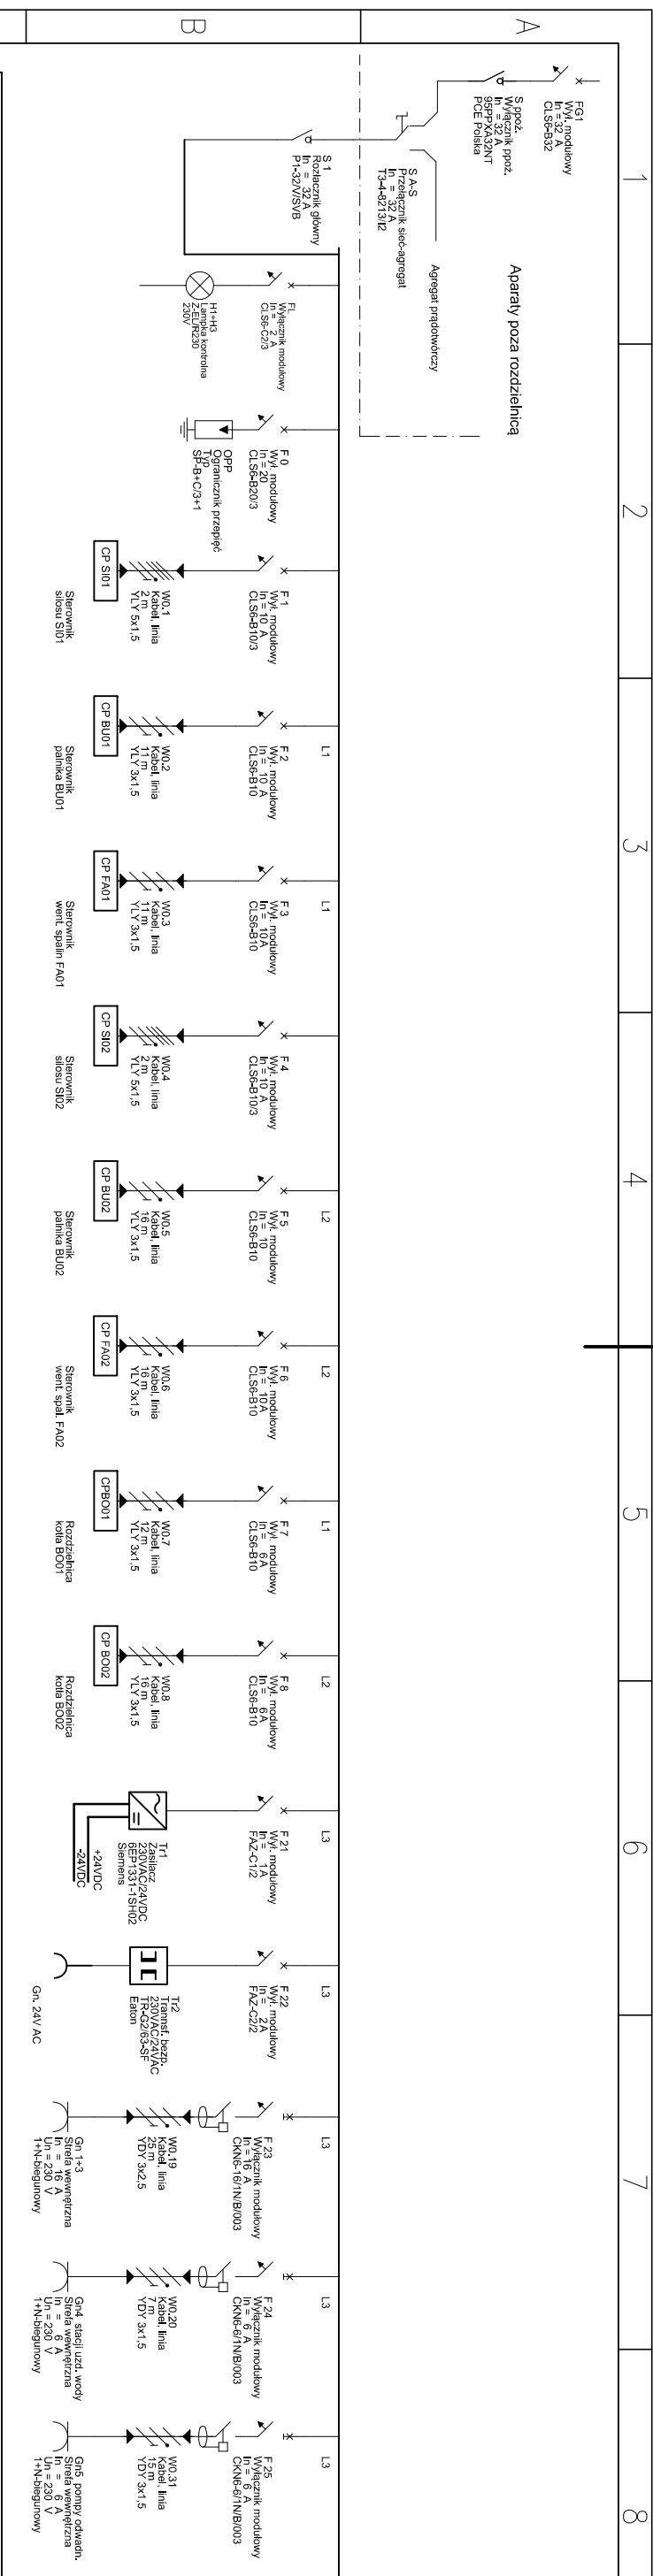 1
2
3
4
5
6
7
8
A
B
FG1
Wył. modułowy
In = 32 A
CLS6-B32
S ppoż.
Wyłącznik ppoż.
In = 32 A
95PPXA32NT
PCE Polska
S A-S
Przełącznik sieć-agregat
In = 32A
T3-4-8213/I2
Agregat prądotwórczy
Aparaty poza rozdzielnicą
S 1
Rozłacznik główny
In = 32 A
P1-32/V/SVB
FL
Wyłącznik modułowy
In = 2 A
CLS6-C2/3
H1÷H3
Lampka kontrolna
Z-EL/R230
230V
F 0
Wył. modułowy
In = 20
CLS6-B20/3
OPP
Ogranicznik przepięć
Typ
SP-B+C/3+1
F 1
Wył. modułowy
In = 10 A
CLS6-B10/3
W0.1
Kabel, linia
2 m
YLY 5x1,5
CP SI01
Sterownik
silosu SI01
L1
F 2
Wył. modułowy
In = 10 A
CLS6-B10
W0.2
Kabel, linia
11 m
YLY 3x1,5
CP BU01
Sterownik
palnika BU01
L1
F 3
Wył. modułowy
In = 10A
CLS6-B10
W0.3
Kabel, linia
11 m
YLY 3x1,5
CP FA01
Sterownik
went. spalin FA01
F 4
Wył. modułowy
In = 10 A
CLS6-B10/3
W0.4
Kabel, linia
2 m
YLY 5x1,5
CP SI02
Sterownik
silosu SI02
L2
F 5
Wył. modułowy
In = 10
CLS6-B10
W0.5
Kabel, linia
16 m
YLY 3x1,5
CP BU02
Sterownik
palnika BU02
L2
F 6
Wył. modułowy
In = 10A
CLS6-B10
W0.6
Kabel, linia
16 m
YLY 3x1,5
CP FA02
Sterownik
went. spal. FA02
L1
F 7
Wył. modułowy
In = 6A
CLS6-B10
W0.7
Kabel, linia
12 m
YLY 3x1,5
CPBO01
Rozdzielnica
kotła BO01
L2
F 8
Wył. modułowy
In = 6A
CLS6-B10
W0.8
Kabel, linia
16 m
YLY 3x1,5
CP BO02
Rozdzielnica
kotła BO02
L3
F 21
Wył. modułowy
In = 1A
FAZ-C1/2
Tr1
Zasilacz
230VAC/24VDC
6EP1331-1SH02
Siemens
+24VDC
-24VDC
L3
F 22
Wył. modułowy
In = 2A
FAZ-C2/2
Tr2
Trannsf. bezp.
230VAC/24VAC
TR-G2/63-SF
Eaton
Gn. 24V AC
L3
F 23
Wyłącznik modułowy
In = 16 A
CKN6-16/1N/B/003
W0.19
Kabel, linia
25 m
YDY 3x2,5
Gn 1÷3
Strefa wewnętrzna
In = 16 A
Un = 230 V
1+N-biegunowy
L3
F 24
Wyłącznik modułowy
In = 6 A
CKN6-6/1N/B/003
W0.20
Kabel, linia
7 m
YDY 3x1,5
Gn4 stacji uzd. wody
Strefa wewnętrzna
In = 6 A
Un = 230 V
1+N-biegunowy
L3
F 25
Wyłącznik modułowy
In = 6 A
CKN6-6/1N/B/003
W0.31
Kabel, linia
15 m
YDY 3x1,5
Gn5 pompy odwadn.
Strefa wewnętrzna
In = 6 A
Un = 230 V
1+N-biegunowy